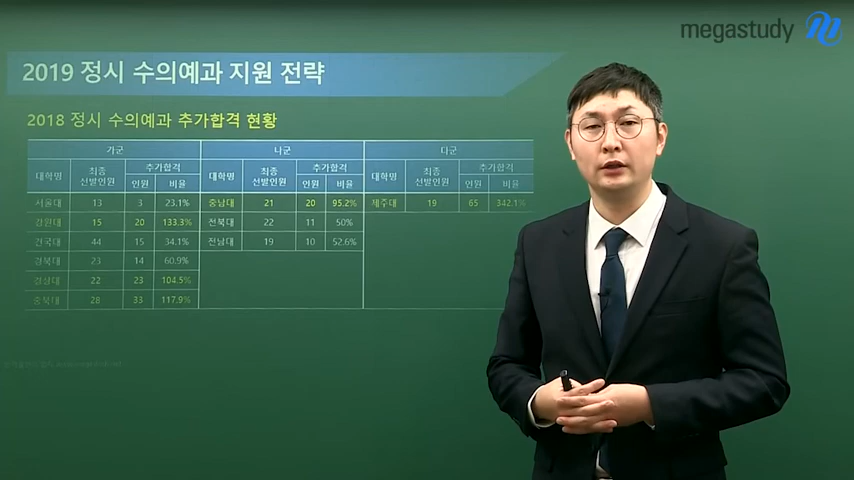 megastudy
2019 정시 수의예과 지원 전략
2018 정시 수의예과 추가합격 현황
가군 나군 다군
대학명 최종 선발인원 추가합격 대학명 최종 선발인원 추가합격 대학명 최종 선발인원 추가합격
인원 비율 인원 비율 인원 비율
서울대 13 3 23.1% 충남대 21 20 95.2% 제주대 19 65 342.1%
강원대 15 20 133.3% 전북대 22 11 50%
건국대 44 15 34.1% 전남대 19 10 52.6%
경북대 23 14 60.9%
경상대 22 23 104.5%
충북대 28 33 117.9%